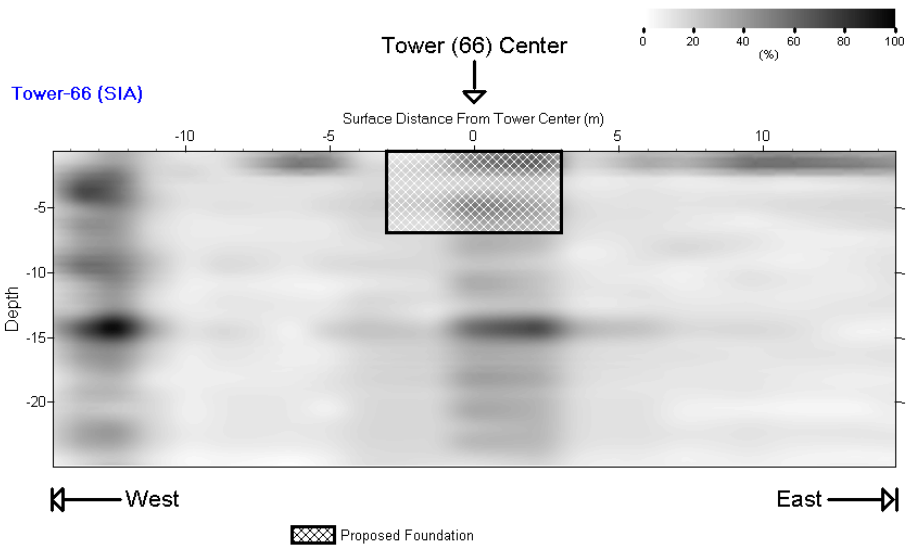 0 20 40 60 80 100
(%)
Tower (66) Center
Tower-66 (SIA)
Surface Distance From Tower Center (m)
-10 -5 0 5 10
Depth
-5
-10
-15
-20
West
East
Proposed Foundation